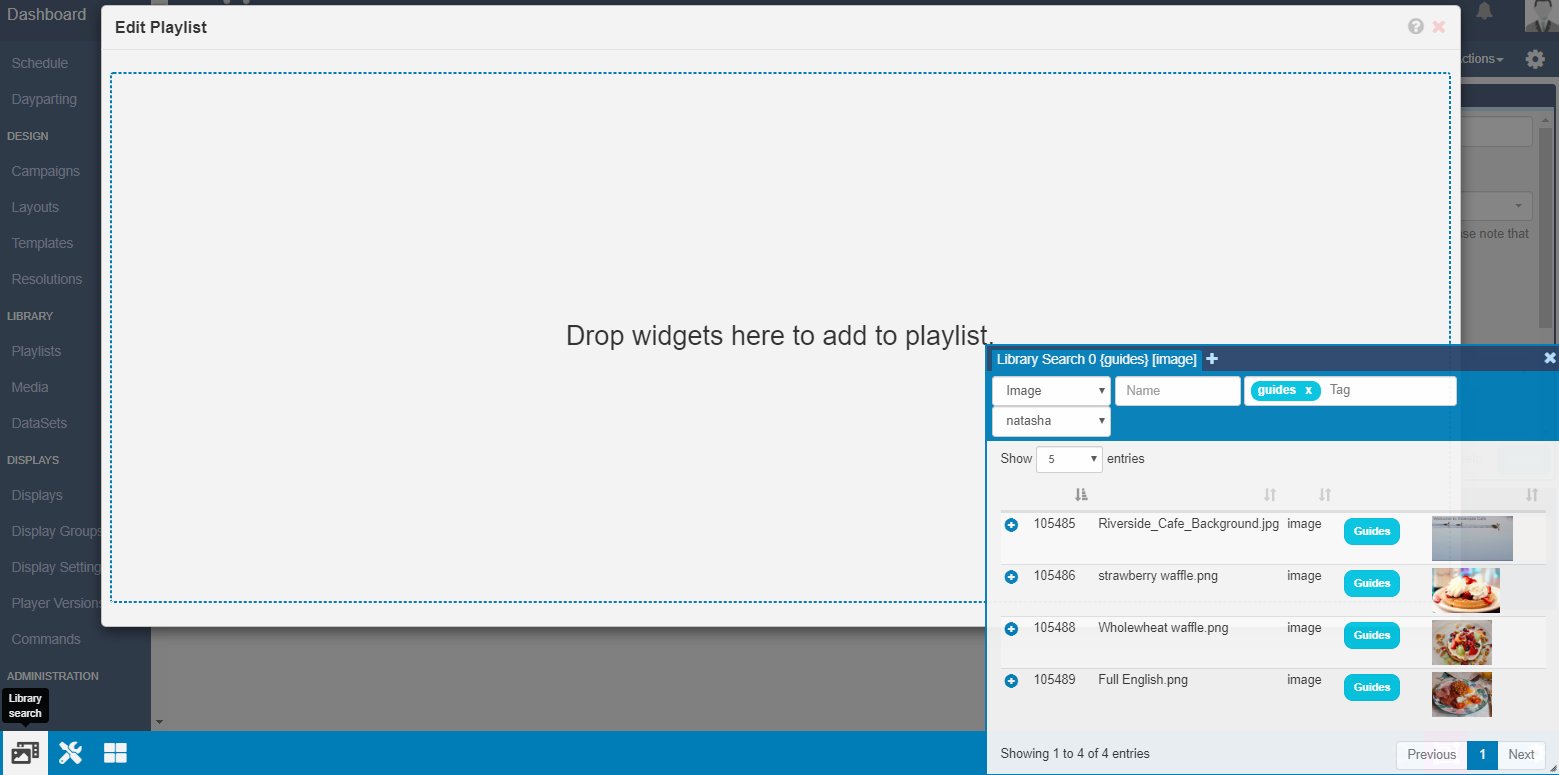 Dashboard
Edit Playlist
Schedule
ctions
Dayparting
DESIGN
Campaigns
Layouts
se note that
Templates
Resolutions
LIBRARY
Drop widgets here to add to playlist.
Playlists
Library Search 0 {guides} [image]
Media
Image
Name
guides x
Tag
DataSets
natasha
DISPLAYS
Show 5 entries
Displays
Display Groups
105485 Riverside_Cafe_Background.jpg image Guides
Display Setting
105486 strawberry waffle.png image Guides
Player Versions
105488 Wholewheat waffle.png image Guides
Commands
ADMINISTRATION
105489 Full English.png image Guides
Library
search
Showing 1 to 4 of 4 entries
Previous 1 Next